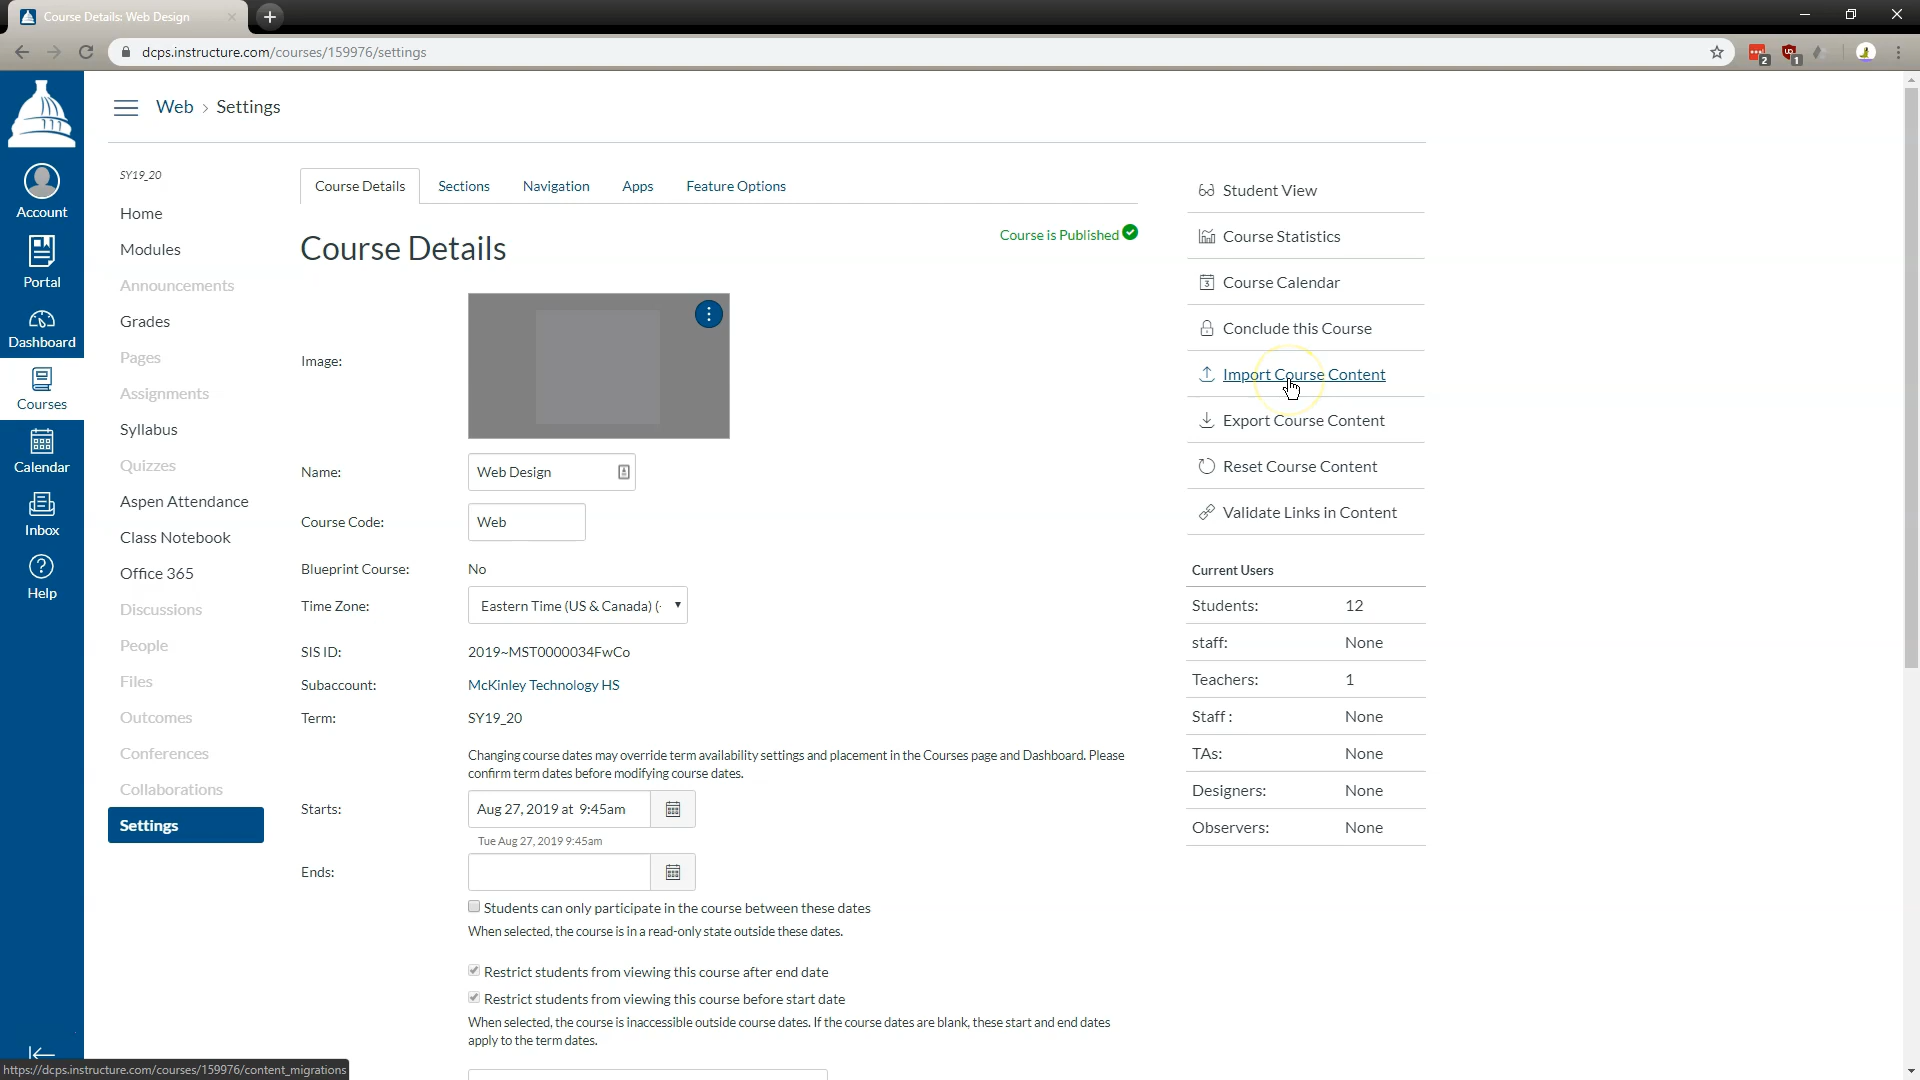 Course Details: Web Design
dcps.instructure.com/courses/159976/settings
2
1
Web > Settings
Account
Portal
Dashboard
Courses
Calendar
Inbox
Help
SY19_20
Home
Modules
Announcements
Grades
Pages
Assignments
Syllabus
Quizzes
Aspen Attendance
Class Notebook
Office 365
Discussions
People
Files
Outcomes
Conferences
Collaborations
Settings
Course Details
Sections
Navigation
Apps
Feature Options
Course Details
Course is Published
Image:
Name:
Web Design
Course Code:
Web
Blueprint Course:
No
Time Zone:
Eastern Time (US & Canada) (-
SIS ID:
2019~MST0000034FwCo
Subaccount:
McKinley Technology HS
Term:
SY19_20
Changing course dates may override term availability settings and placement in the Courses page and Dashboard. Please
confirm term dates before modifying course dates.
Starts:
Aug 27, 2019 at 9:45am
Tue Aug 27, 2019 9:45am
Ends:
Students can only participate in the course between these dates
When selected, the course is in a read-only state outside these dates.
Restrict students from viewing this course after end date
Restrict students from viewing this course before start date
When selected, the course is inaccessible outside course dates. If the course dates are blank, these start and end dates
apply to the term dates.
Student View
Course Statistics
3
Course Calendar
Conclude this Course
Import Course Content
Export Course Content
Reset Course Content
Validate Links in Content
Current Users
Students: 12
staff: None
Teachers: 1
Staff : None
TAs: None
Designers: None
Observers: None
https://dcps.instructure.com/courses/159976/content_migrations